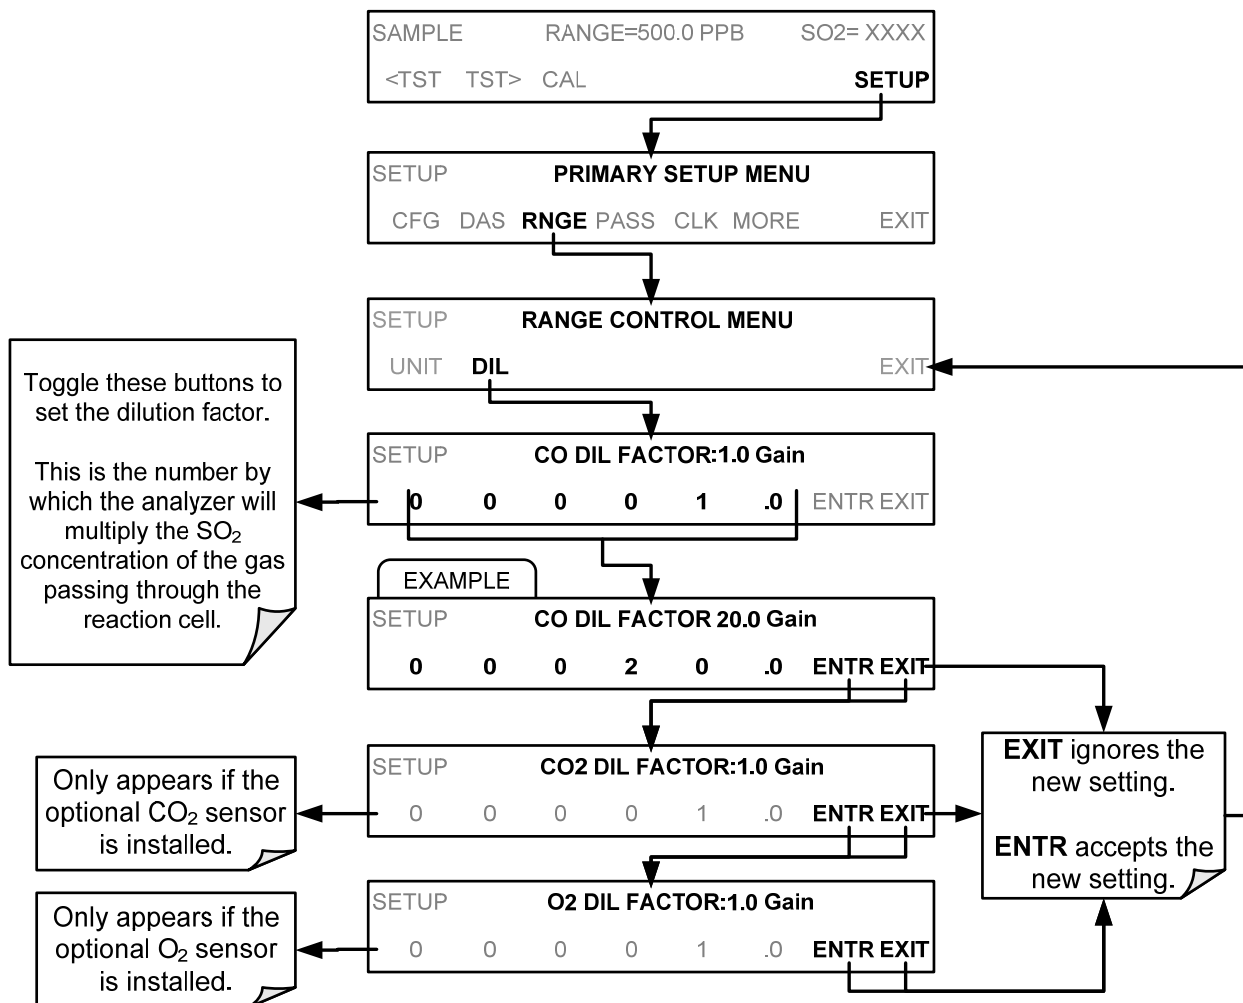 SAMPLE RANGE=500.0 PPB SO2= XXXX
<TST TST> CAL SETUP
SETUP PRIMARY SETUP MENU
CFG DAS RNGE PASS CLK MORE EXIT
SETUP RANGE CONTROL MENU
UNIT DIL EXIT
Toggle these buttons to
set the dilution factor.
This is the number by
which the analyzer will
multiply the SO₂
concentration of the gas
passing through the
reaction cell.
SETUP CO DIL FACTOR:1.0 Gain
0 0 0 0 1 .0 ENTR EXIT
EXAMPLE
SETUP CO DIL FACTOR 20.0 Gain
0 0 0 2 0 .0 ENTR EXIT
Only appears if the
optional CO₂ sensor
is installed.
SETUP CO2 DIL FACTOR:1.0 Gain
0 0 0 0 1 .0 ENTR EXIT
EXIT ignores the
new setting.
ENTR accepts the
new setting.
Only appears if the
optional O₂ sensor
is installed.
SETUP O2 DIL FACTOR:1.0 Gain
0 0 0 0 1 .0 ENTR EXIT